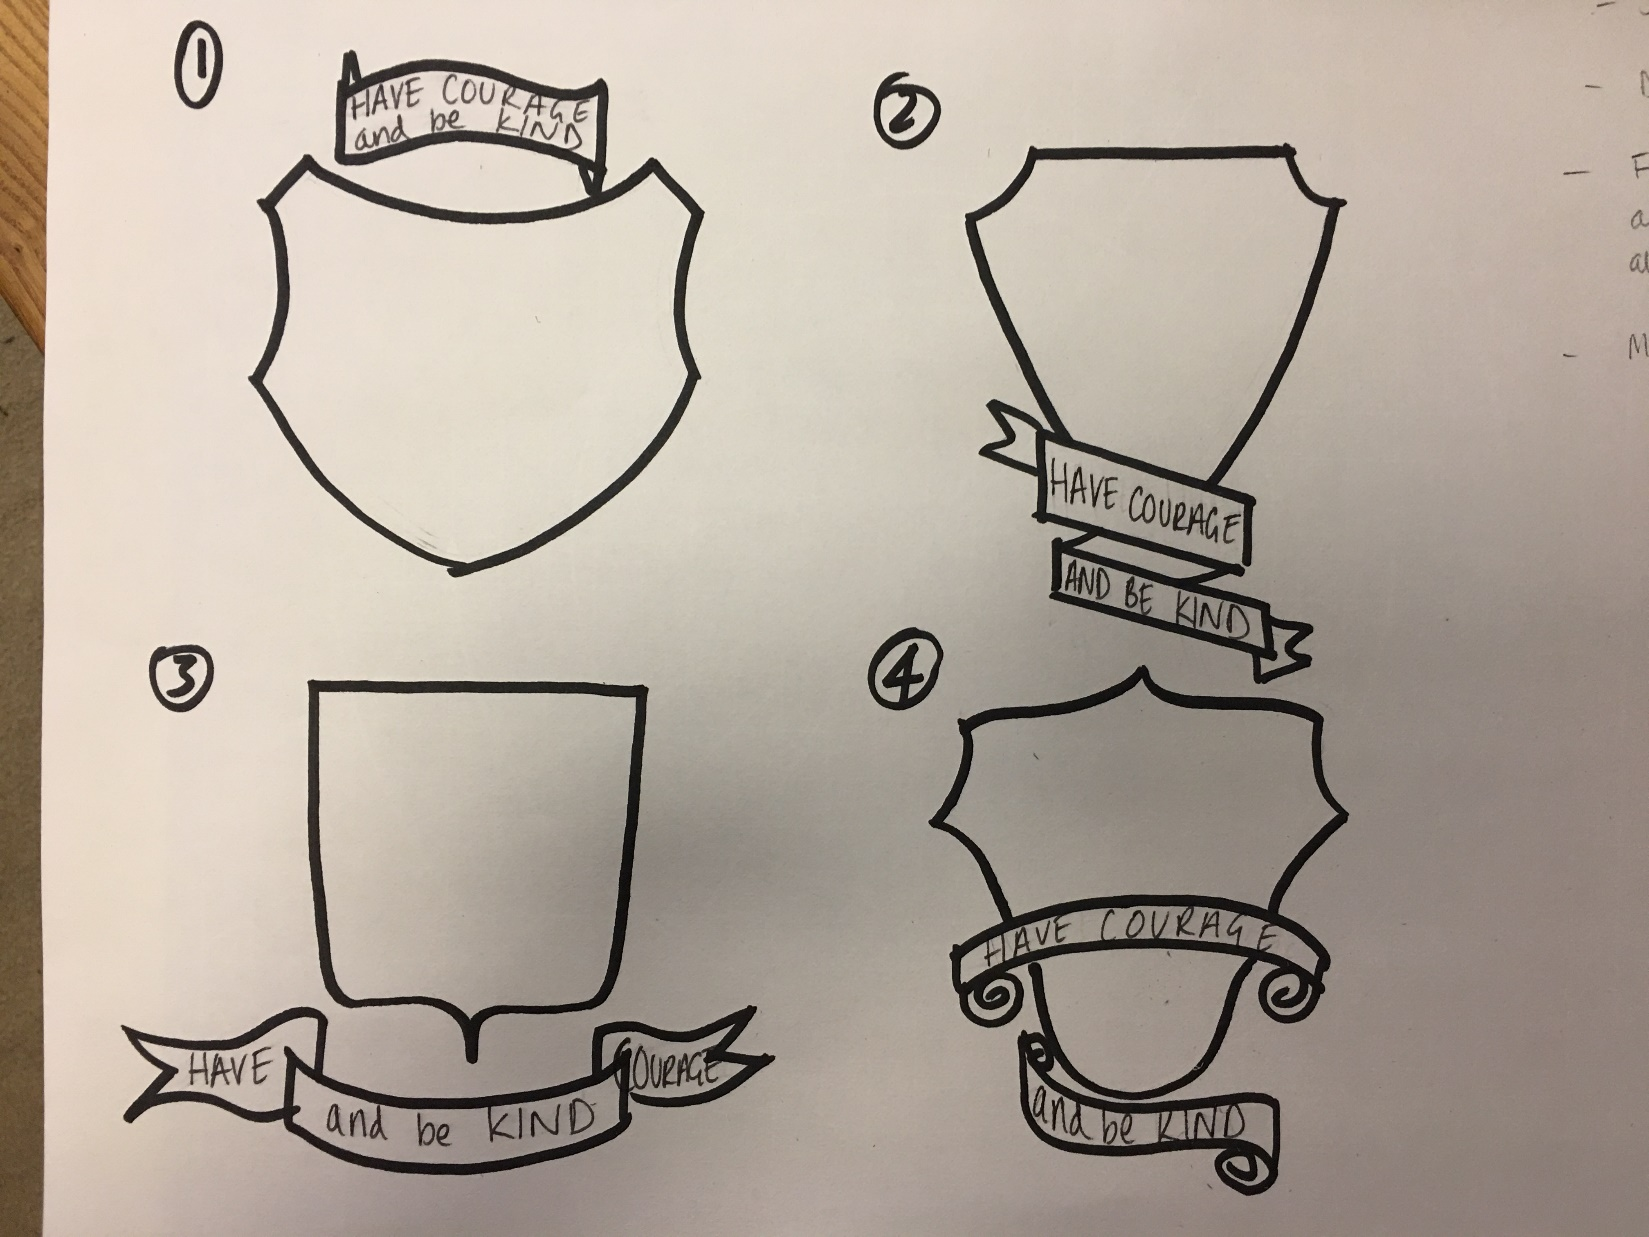 1
HAVE COURAGE
and be KIND
2
HAVE COURAGE
AND BE KIND
3
HAVE COURAGE
and be KIND
4
HAVE COURAGE
and be KIND